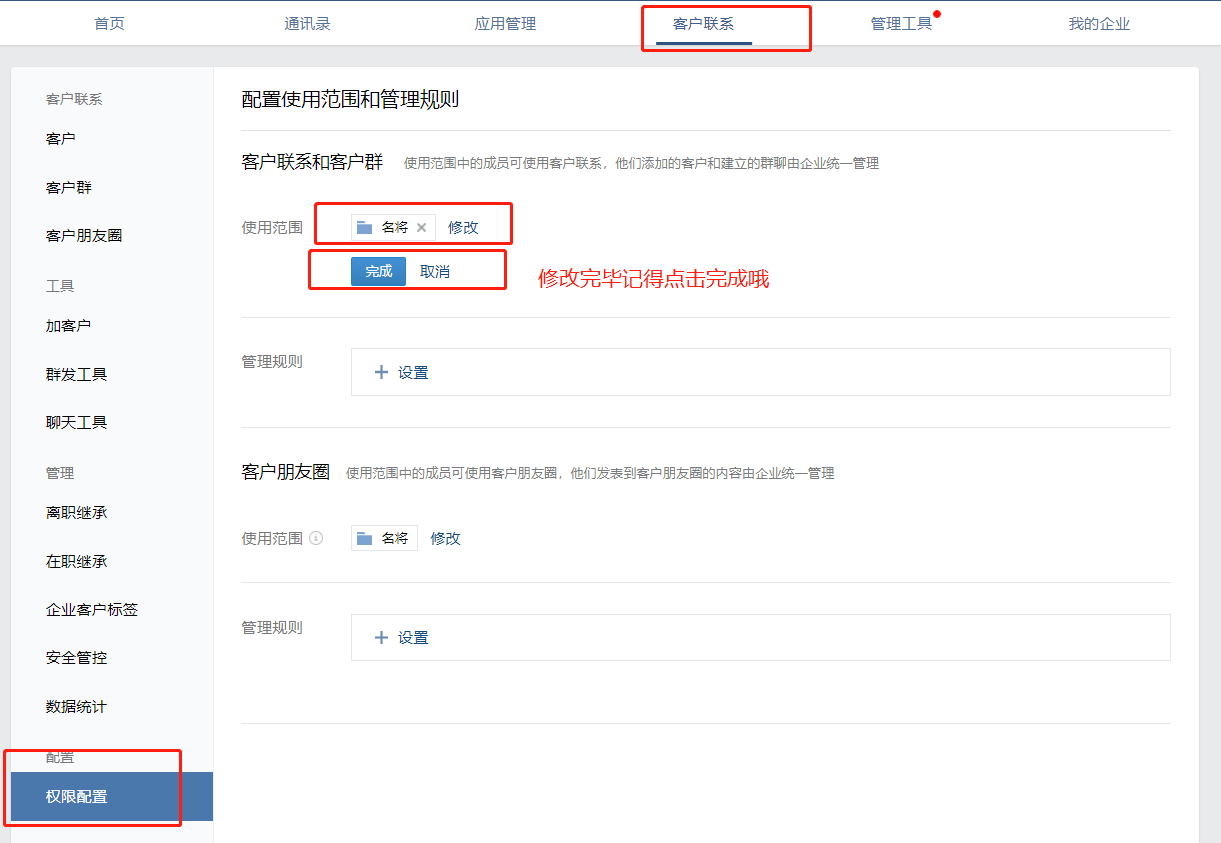 首页 通讯录 应用管理 客户联系 管理工具 我的企业
客户联系
客户
客户群
客户朋友圈
工具
加客户
群发工具
聊天工具
管理
离职继承
在职继承
企业客户标签
安全管控
数据统计
配置
权限配置
配置使用范围和管理规则
客户联系和客户群 使用范围中的成员可使用客户联系，他们添加的客户和建立的群聊由企业统一管理
使用范围 名将 × 修改
完成 取消 修改完毕记得点击完成哦
管理规则 + 设置
客户朋友圈 使用范围中的成员可使用客户朋友圈，他们发表到客户朋友圈的内容由企业统一管理
使用范围 名将 修改
管理规则 + 设置